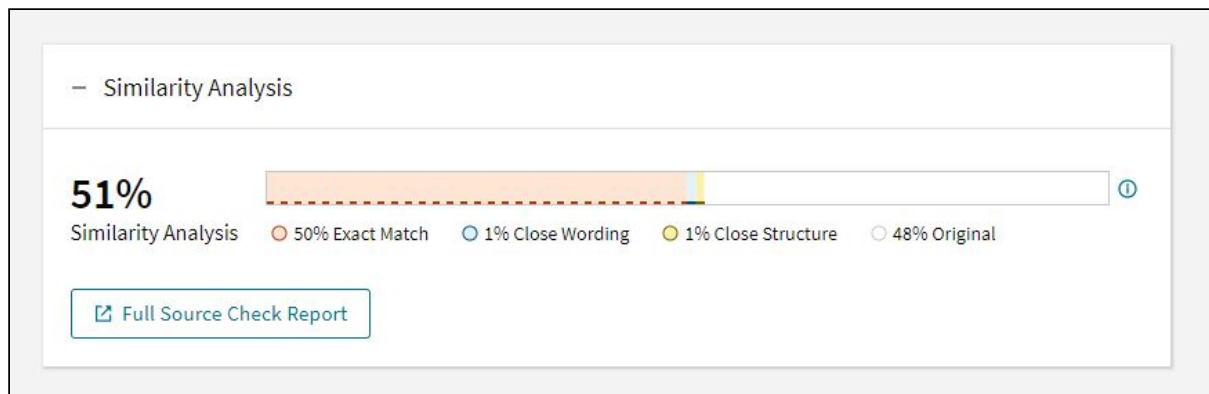 Similarity Analysis
51%
Similarity Analysis
50% Exact Match
1% Close Wording
1% Close Structure
48% Original
Full Source Check Report